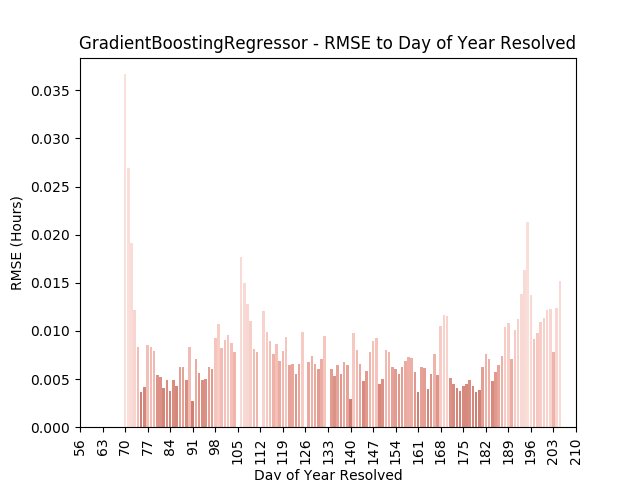 GradientBoostingRegressor - RMSE to Day of Year Resolved
0.035
0.030
0.025
0.020
0.015
0.010
0.005
0.000
RMSE (Hours)
56 63 70 77 84 91 98 105 112 119 126 133 140 147 154 161 168 175 182 189 196 203 210
Day of Year Resolved